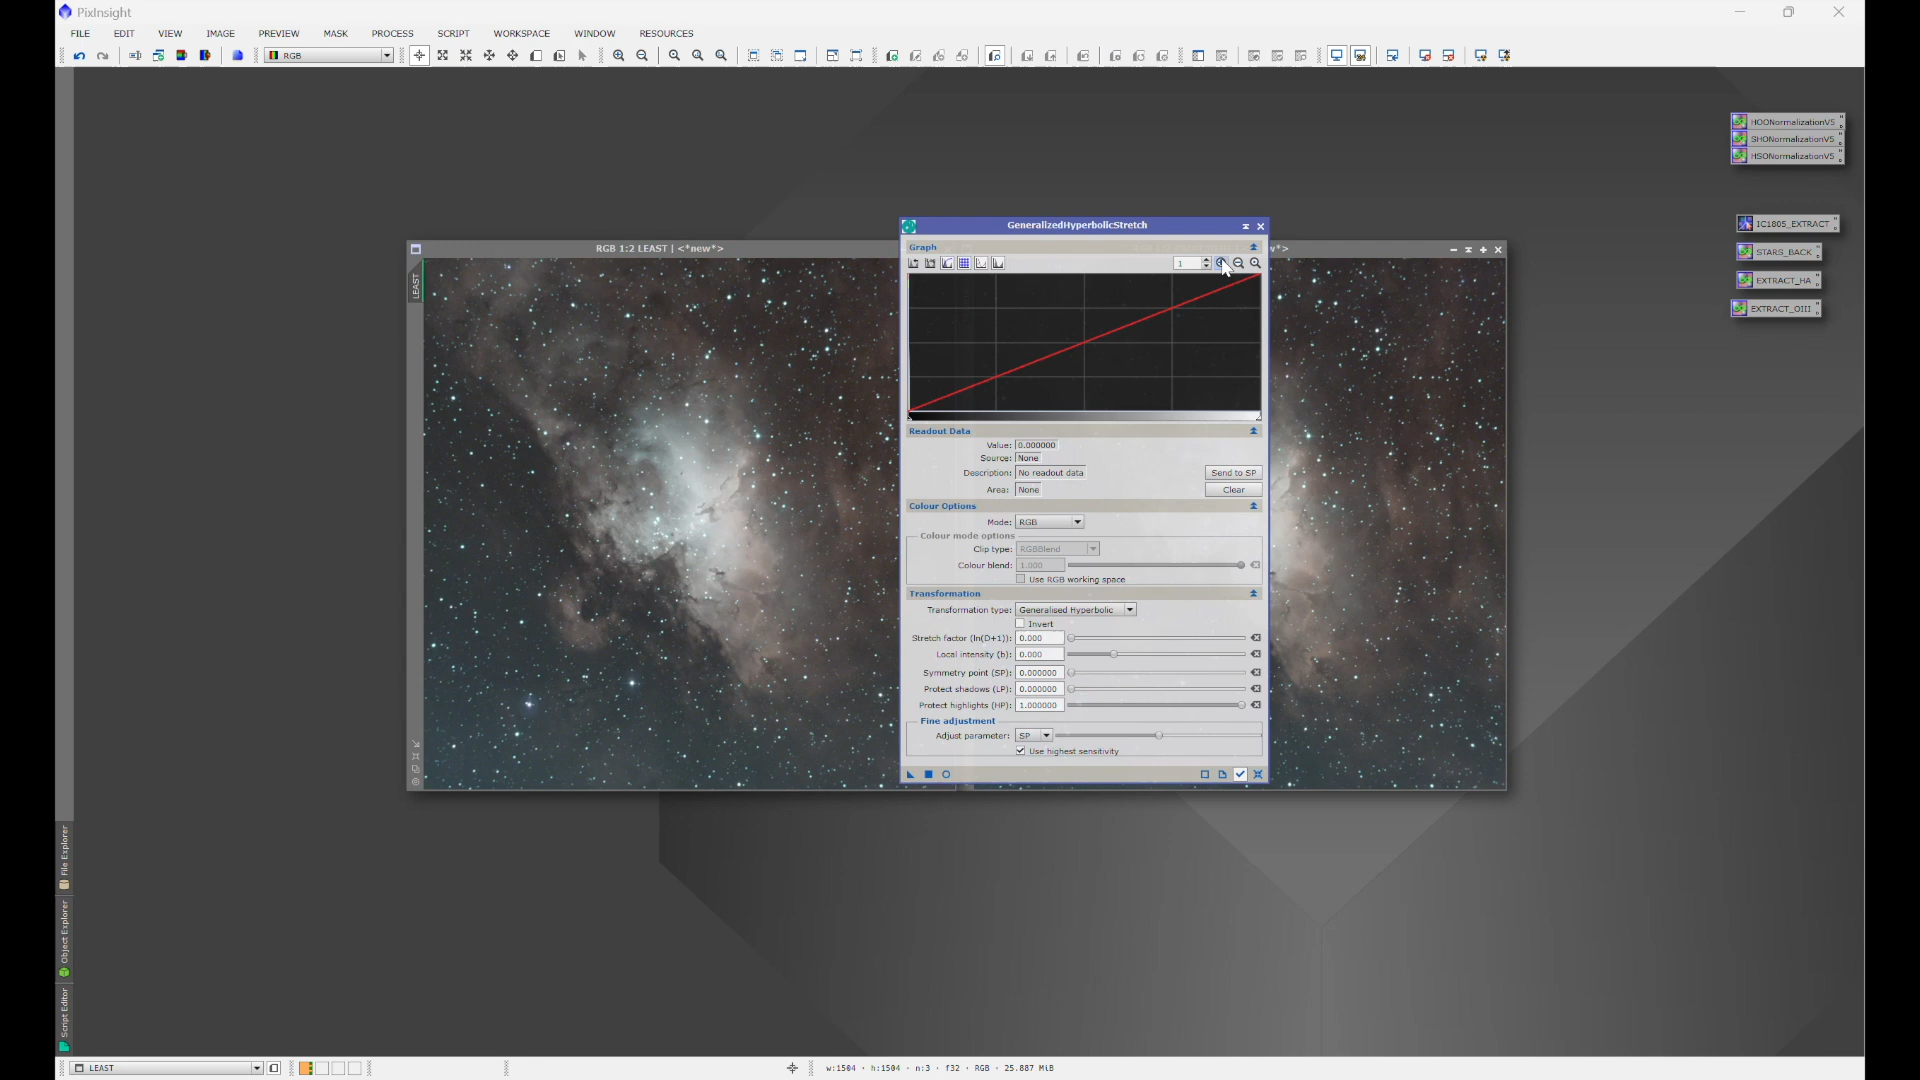 PixInsight
FILE EDIT VIEW IMAGE PREVIEW MASK PROCESS SCRIPT WORKSPACE WINDOW RESOURCES
RGB
HOONormalizationV5
SHONormalizationV5
HSONormalizationV5
IC1805_EXTRACT
STARS_BACK
EXTRACT_HA
EXTRACT_OIII
RGB 1:2 LEAST | <*new*>
LEAST
GeneralizedHyperbolicStretch
Graph
1
Readout Data
Value: 0.000000
Source: None
Description: No readout data Send to SP
Area: None Clear
Colour Options
Mode: RGB
Colour mode options
Clip type: RGBBlend
Colour blend: 1.000
Use RGB working space
Transformation
Transformation type: Generalised Hyperbolic
Invert
Stretch factor (ln(D+1)): 0.000
Local intensity (b): 0.000
Symmetry point (SP): 0.000000
Protect shadows (LP): 0.000000
Protect highlights (HP): 1.000000
Fine adjustment
Adjust parameter: SP
Use highest sensitivity
File Explorer
Object Explorer
Script Editor
LEAST
w:1504 · h:1504 · n:3 · f32 · RGB · 25.887 MiB